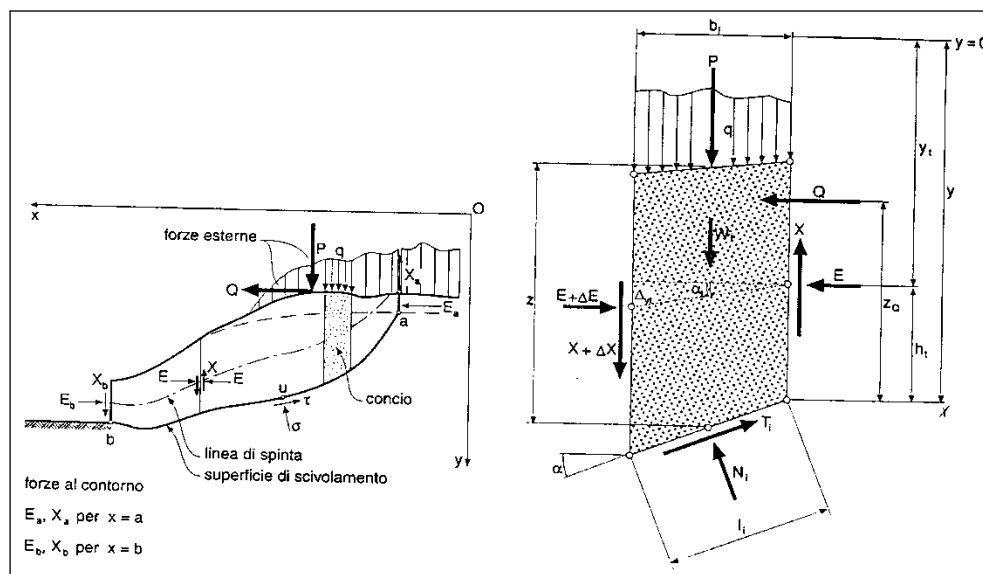 x
O
forze esterne
P
q
X_a
Q
E_a
a
X_b
X
E
E
E_b
u
τ
σ
concio
b
linea di spinta
superficie di scivolamento
y
forze al contorno
E_a, X_a per x = a
E_b, X_b per x = b
b_i
y = 0
P
q
y_t
y
Q
W_i
X
z
E+ΔE
E
z_Q
X + ΔX
h_t
T_i
α
N_i
l_i